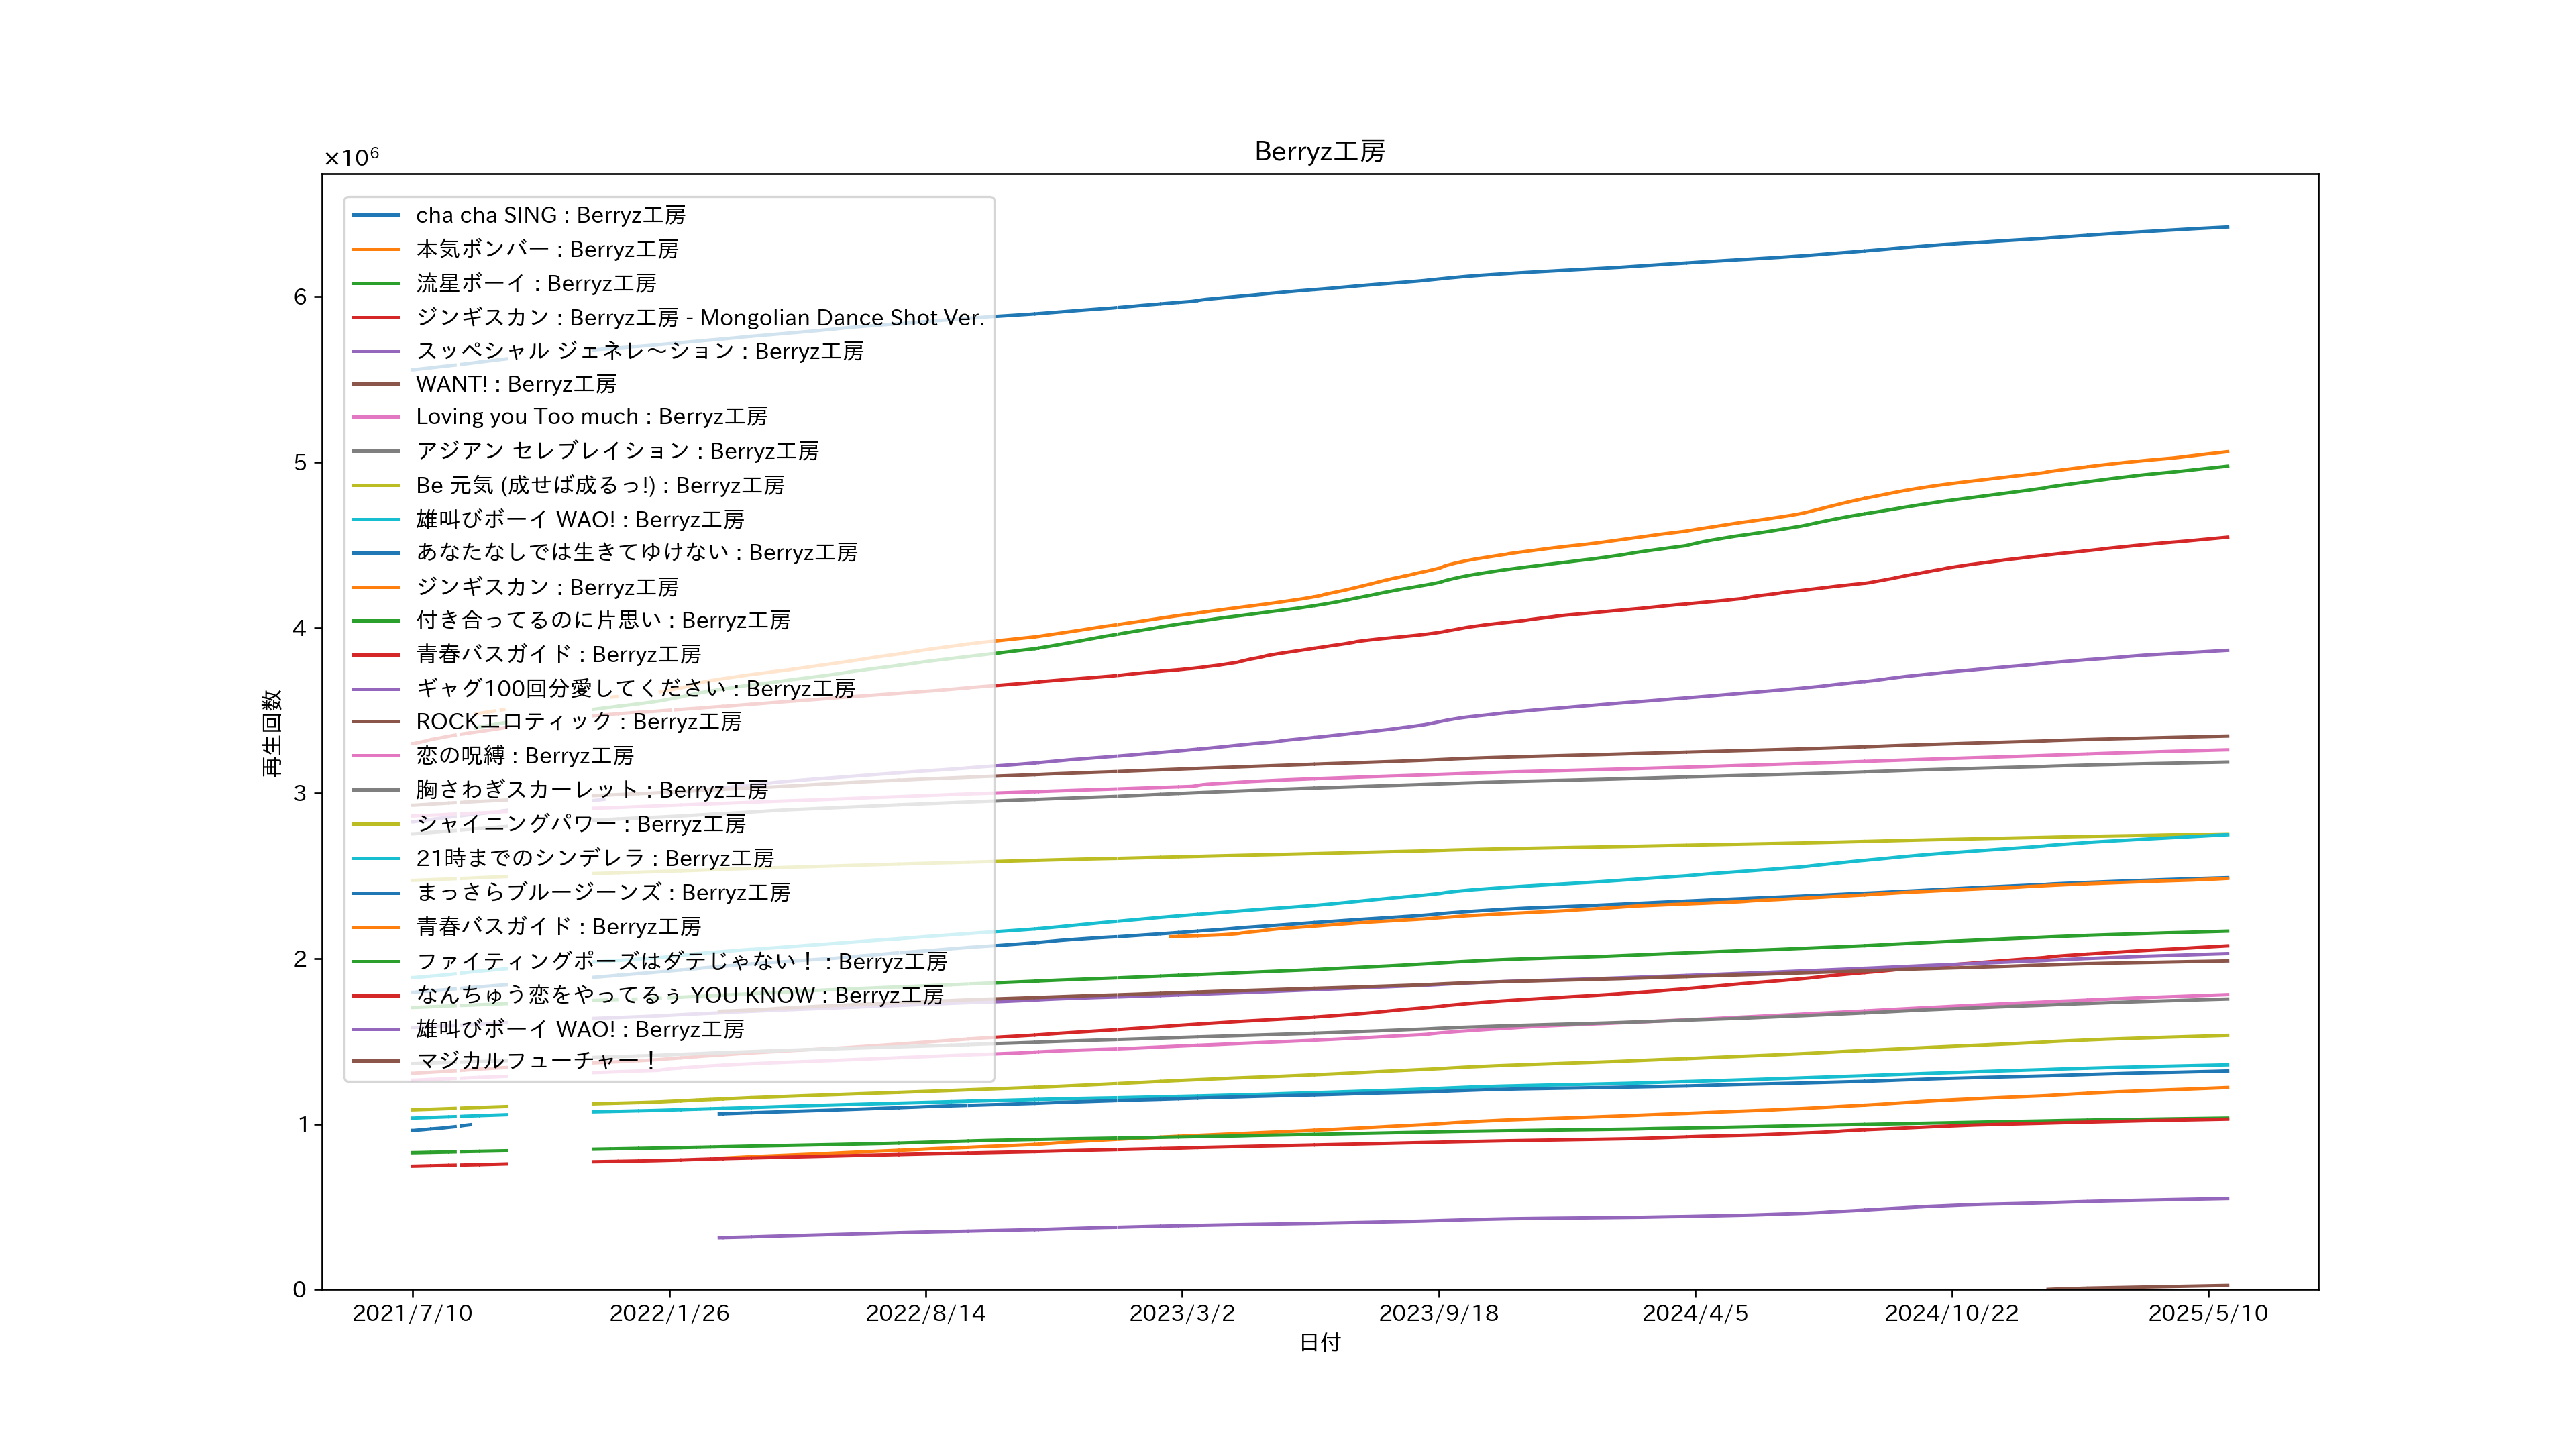 Berryz工房
×10⁶
cha cha SING : Berryz工房
本気ボンバー : Berryz工房
流星ボーイ : Berryz工房
ジンギスカン : Berryz工房 - Mongolian Dance Shot Ver.
スッペシャル ジェネレ～ション : Berryz工房
WANT! : Berryz工房
Loving you Too much : Berryz工房
アジアン セレブレイション : Berryz工房
Be 元気 (成せば成るっ!) : Berryz工房
雄叫びボーイ WAO! : Berryz工房
あなたなしでは生きてゆけない : Berryz工房
ジンギスカン : Berryz工房
付き合ってるのに片思い : Berryz工房
青春バスガイド : Berryz工房
ギャグ100回分愛してください : Berryz工房
ROCKエロティック : Berryz工房
恋の呪縛 : Berryz工房
胸さわぎスカーレット : Berryz工房
シャイニングパワー : Berryz工房
21時までのシンデレラ : Berryz工房
まっさらブルージーンズ : Berryz工房
青春バスガイド : Berryz工房
ファイティングポーズはダテじゃない！ : Berryz工房
なんちゅう恋をやってるぅ YOU KNOW : Berryz工房
雄叫びボーイ WAO! : Berryz工房
マジカルフューチャー！
6
5
4
3
2
1
0
再生回数
2021/7/10
2022/1/26
2022/8/14
2023/3/2
2023/9/18
2024/4/5
2024/10/22
2025/5/10
日付